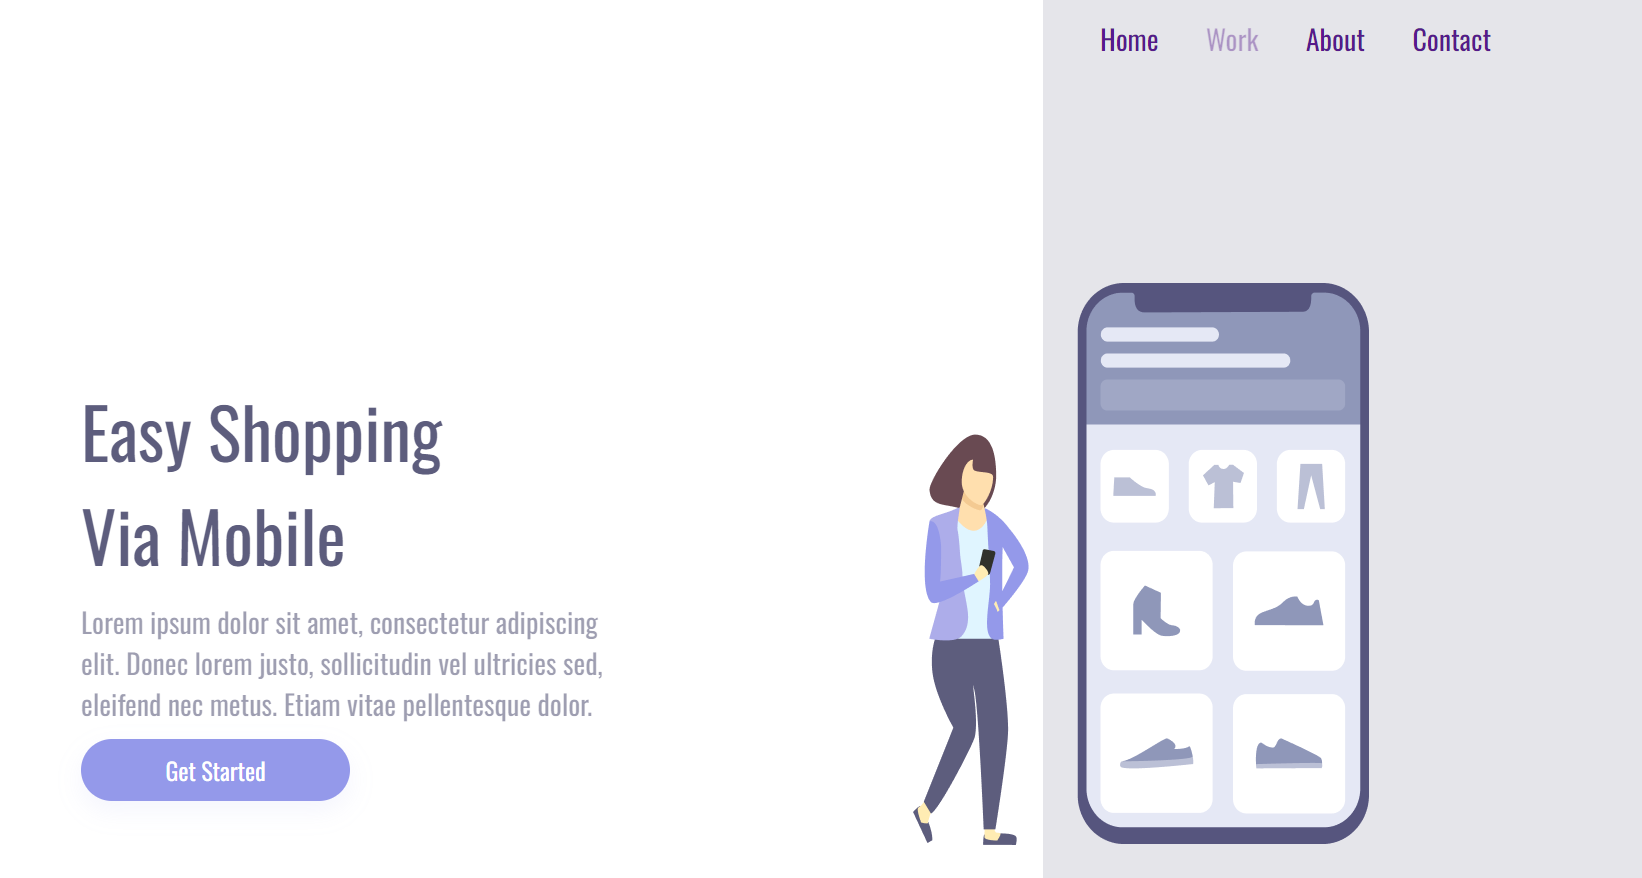 Home Work About Contact
Easy Shopping
Via Mobile
Lorem ipsum dolor sit amet, consectetur adipiscing
elit. Donec lorem justo, sollicitudin vel ultricies sed,
eleifend nec metus. Etiam vitae pellentesque dolor.
Get Started